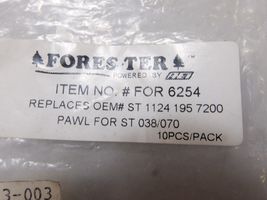 FORESTER
POWERED BY
ITEM NO. # FOR 6254
REPLACES OEM# ST 1124 195 7200
PAWL FOR ST 038/070
10PCS/PACK
3-003